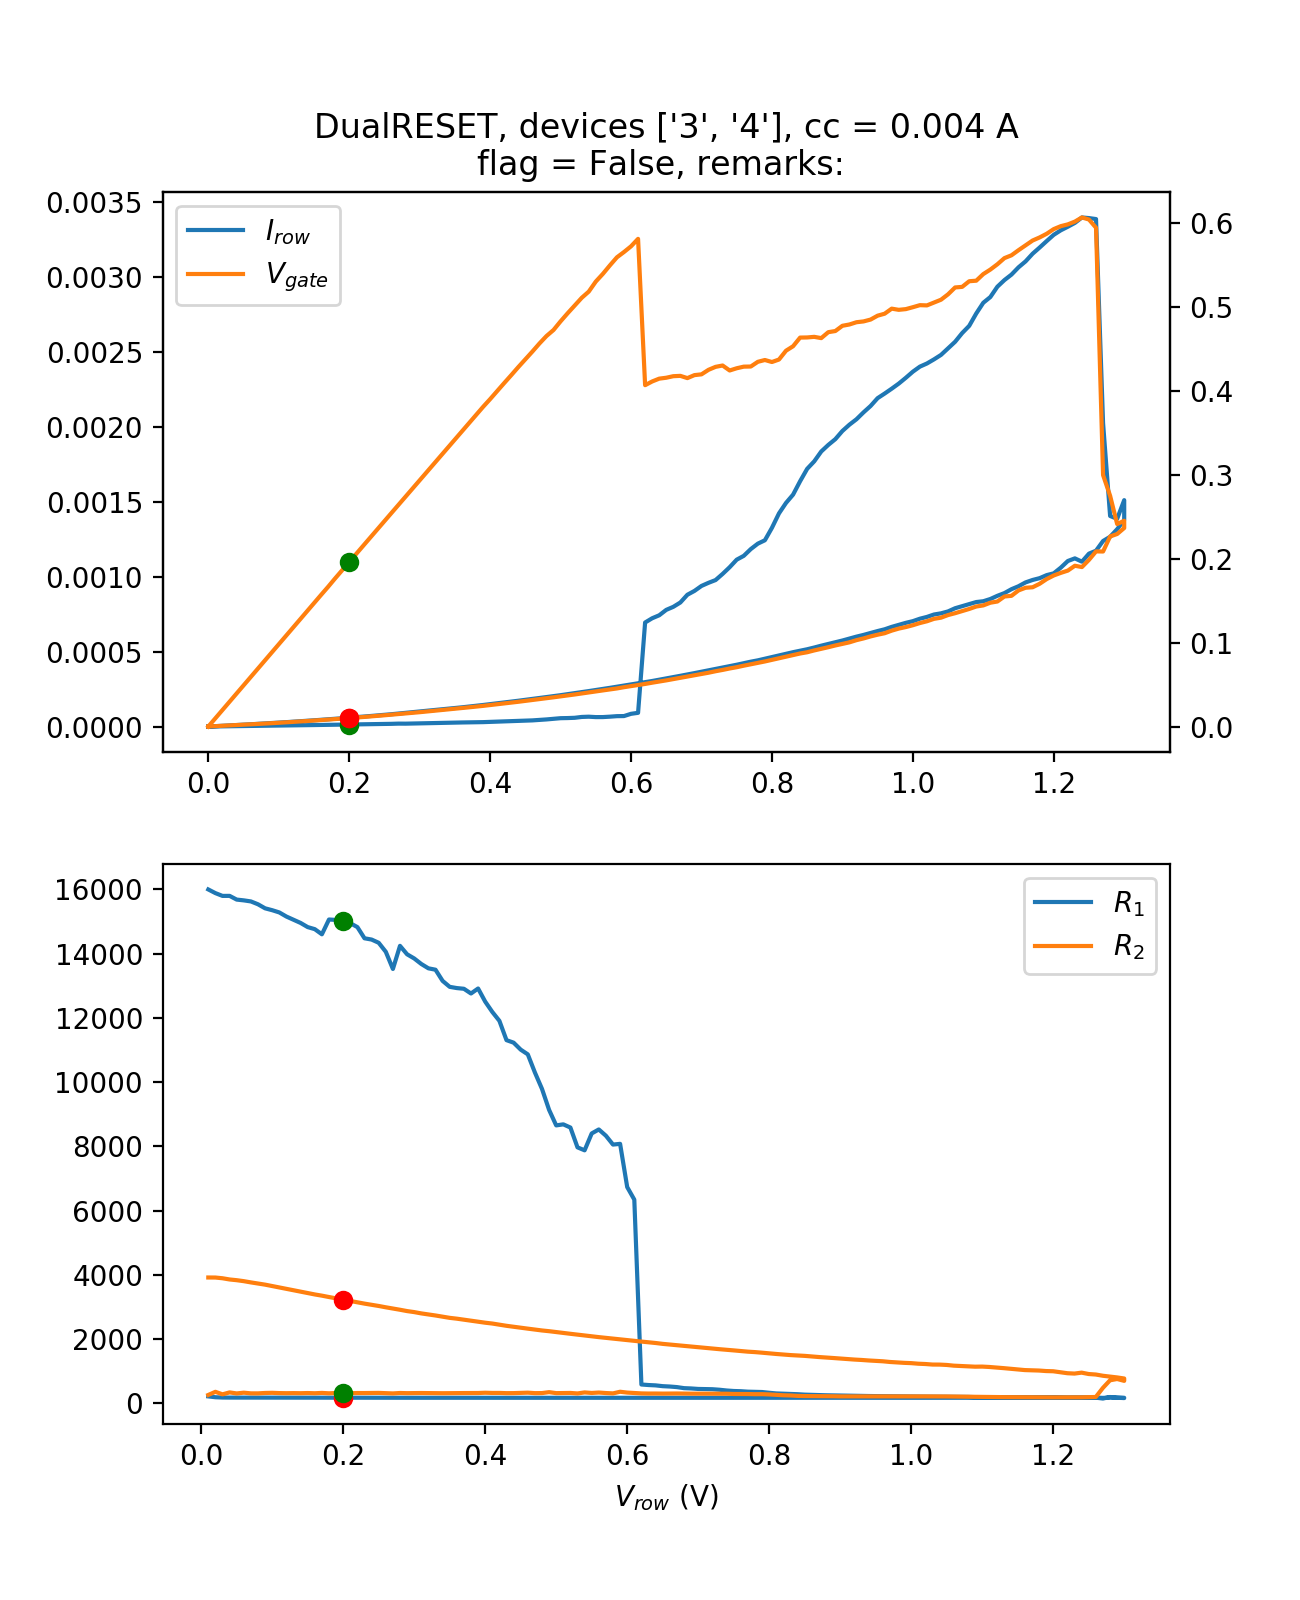 DualRESET, devices ['3', '4'], cc = 0.004 A
flag = False, remarks:
0.0035
0.0030
0.0025
0.0020
0.0015
0.0010
0.0005
0.0000
I_row
V_gate
0.6
0.5
0.4
0.3
0.2
0.1
0.0
0.0 0.2 0.4 0.6 0.8 1.0 1.2
16000
14000
12000
10000
8000
6000
4000
2000
0
R_1
R_2
0.0 0.2 0.4 0.6 0.8 1.0 1.2
V_row (V)